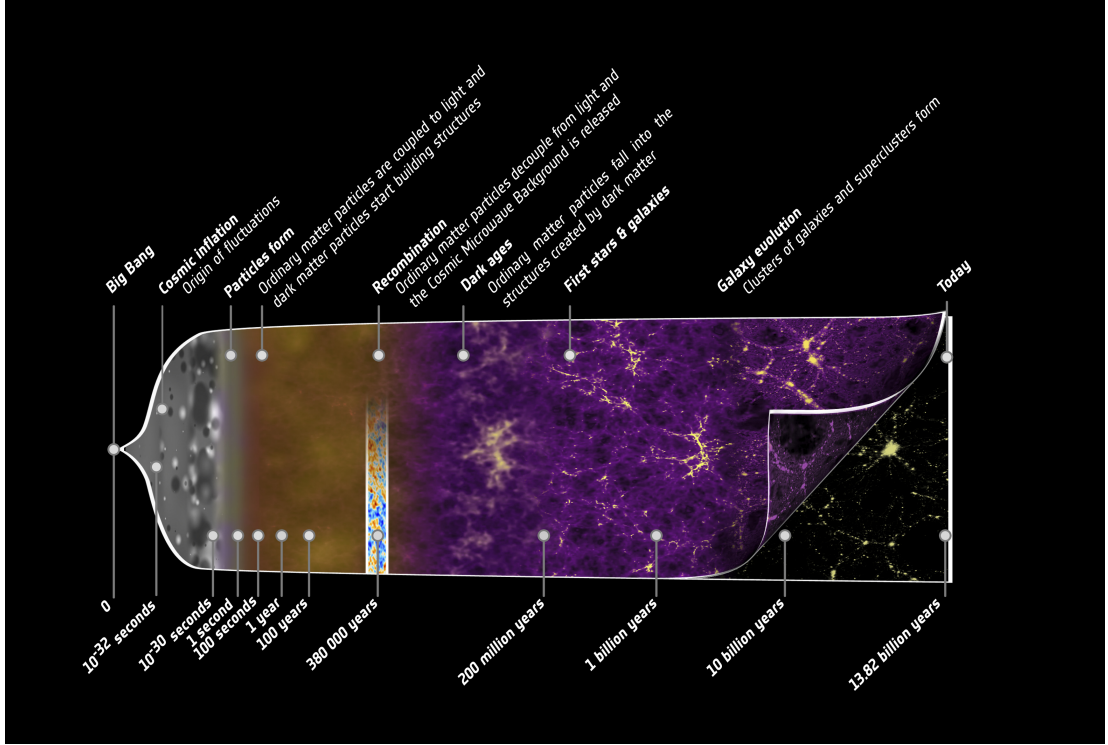 Big Bang
Cosmic inflation
Origin of fluctuations
Particles form
Ordinary matter particles are coupled to light and
dark matter particles start building structures
Recombination
Ordinary matter particles decouple from light and
the Cosmic Microwave Background is released
Dark ages
Ordinary matter particles fall into the
structures created by dark matter
First stars & galaxies
Galaxy evolution
Clusters of galaxies and superclusters form
Today
0
10-32 seconds
10-30 seconds
1 second
100 seconds
1 year
100 years
380 000 years
200 million years
1 billion years
10 billion years
13.82 billion years